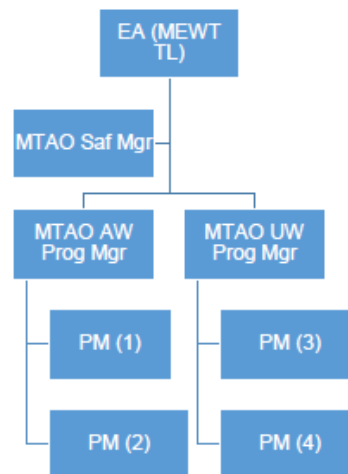 EA (MEWT
TL)
MTAO Saf Mgr
MTAO AW
Prog Mgr
MTAO UW
Prog Mgr
PM (1)
PM (3)
PM (2)
PM (4)